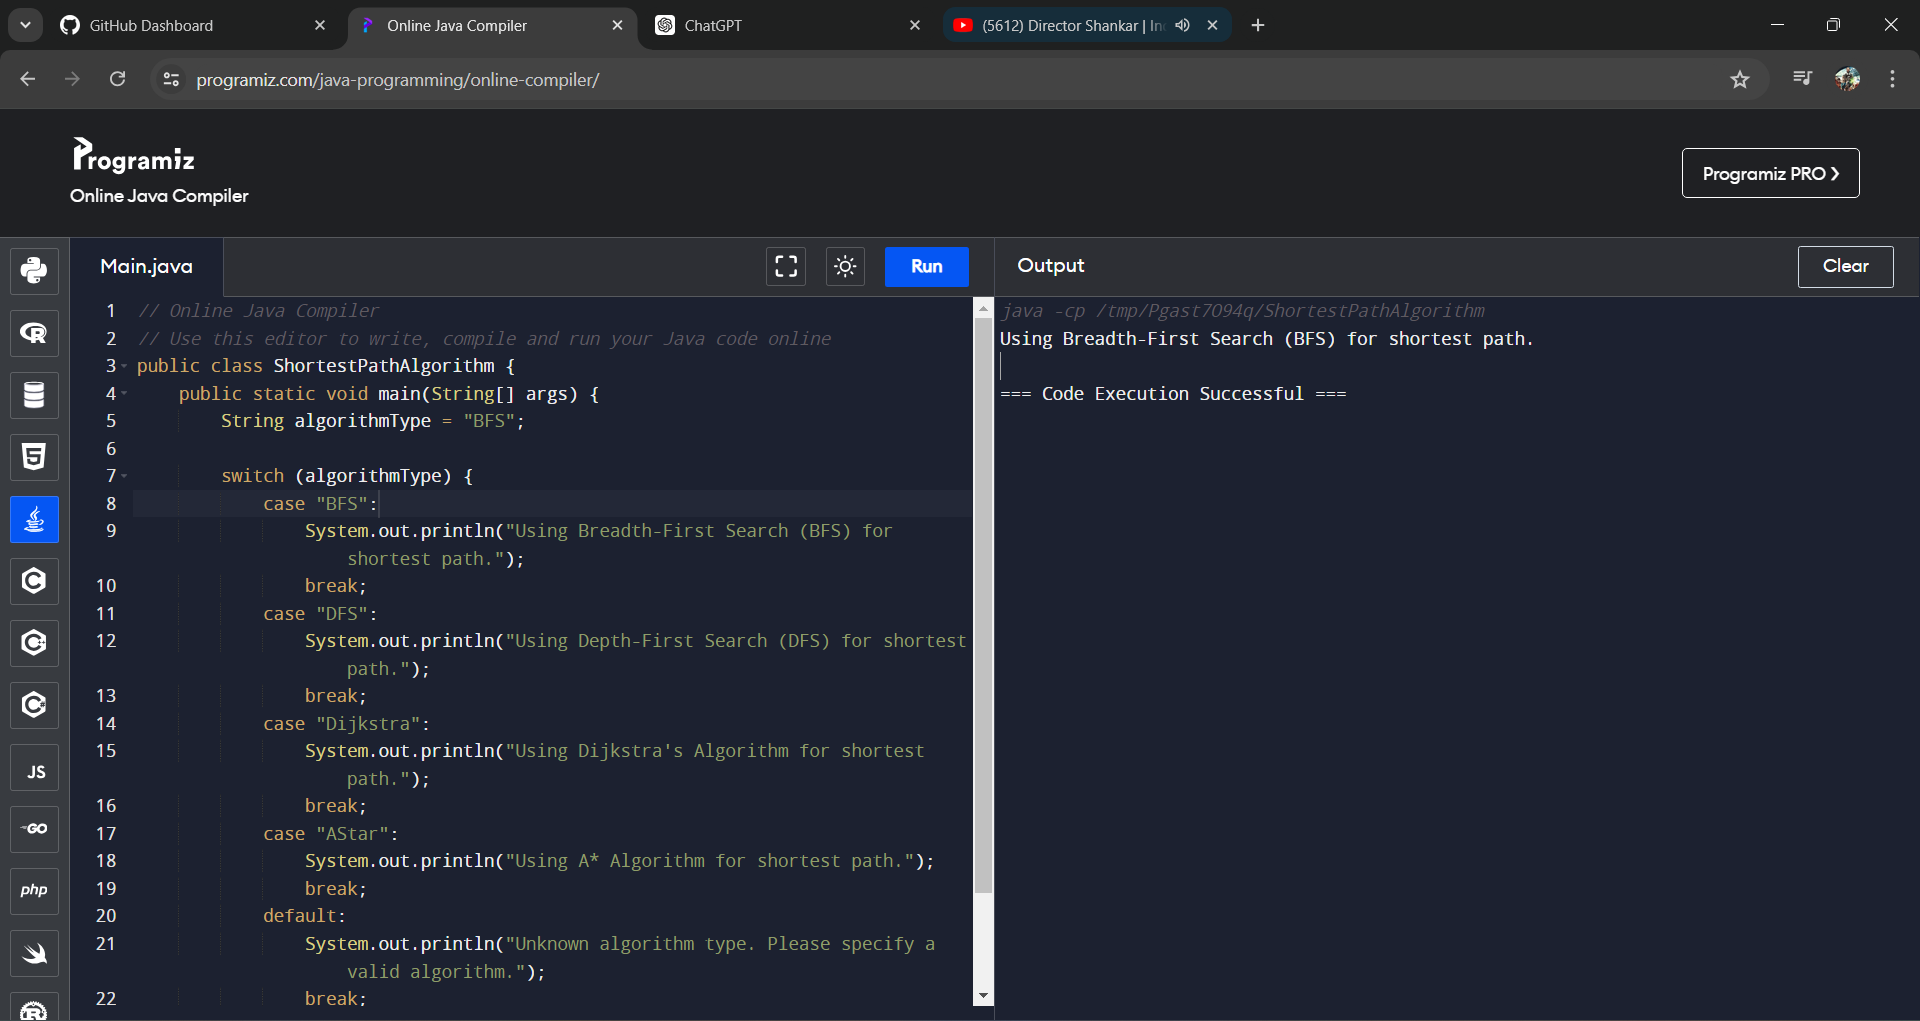 GitHub Dashboard
Online Java Compiler
ChatGPT
(5612) Director Shankar |
programiz.com/java-programming/online-compiler/
Programiz
Online Java Compiler
Programiz PRO ❯
Main.java
Run
Output
Clear
1 // Online Java Compiler
2 // Use this editor to write, compile and run your Java code online
3 public class ShortestPathAlgorithm {
4 public static void main(String[] args) {
5 String algorithmType = "BFS";
6
7 switch (algorithmType) {
8 case "BFS":
9 System.out.println("Using Breadth-First Search (BFS) for
shortest path.");
10 break;
11 case "DFS":
12 System.out.println("Using Depth-First Search (DFS) for shortest
path.");
13 break;
14 case "Dijkstra":
15 System.out.println("Using Dijkstra's Algorithm for shortest
path.");
16 break;
17 case "AStar":
18 System.out.println("Using A* Algorithm for shortest path.");
19 break;
20 default:
21 System.out.println("Unknown algorithm type. Please specify a
valid algorithm.");
22 break;
java -cp /tmp/Pgast7O94q/ShortestPathAlgorithm
Using Breadth-First Search (BFS) for shortest path.
=== Code Execution Successful ===
R
5
C
C
C
JS
GO
php
R